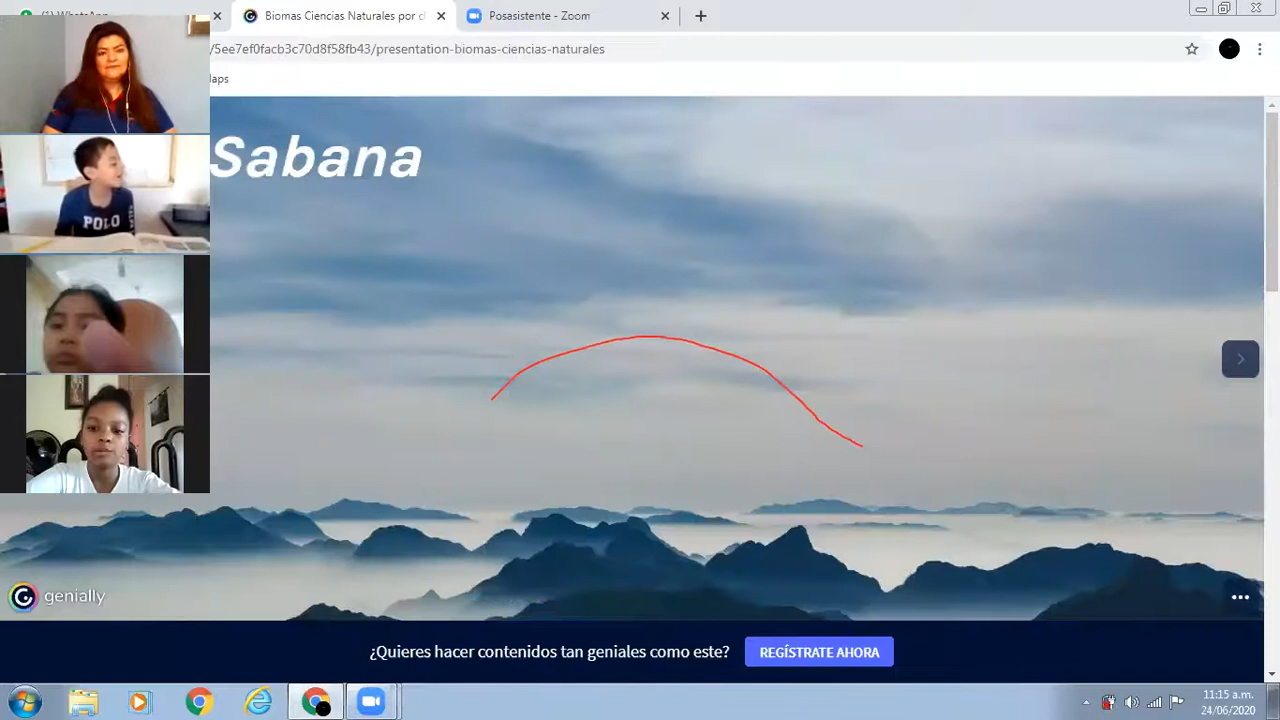 (1) WhatsApp
Biomas Ciencias Naturales por cl
Posasistente - Zoom
/5ee7ef0facb3c70d8f58fb43/presentation-biomas-ciencias-naturales
laps
Sabana
POLO
genially
¿Quieres hacer contenidos tan geniales como este? REGÍSTRATE AHORA
11:15 a.m.
24/06/2020